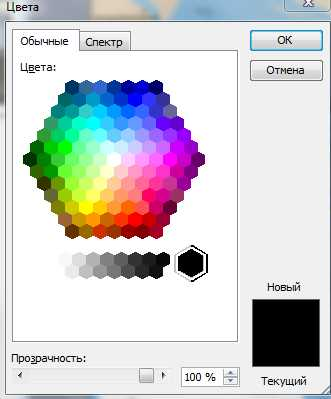 Цвета
Обычные
Спектр
ОК
Отмена
Цвета:
Новый
Прозрачность:
100 %
Текущий